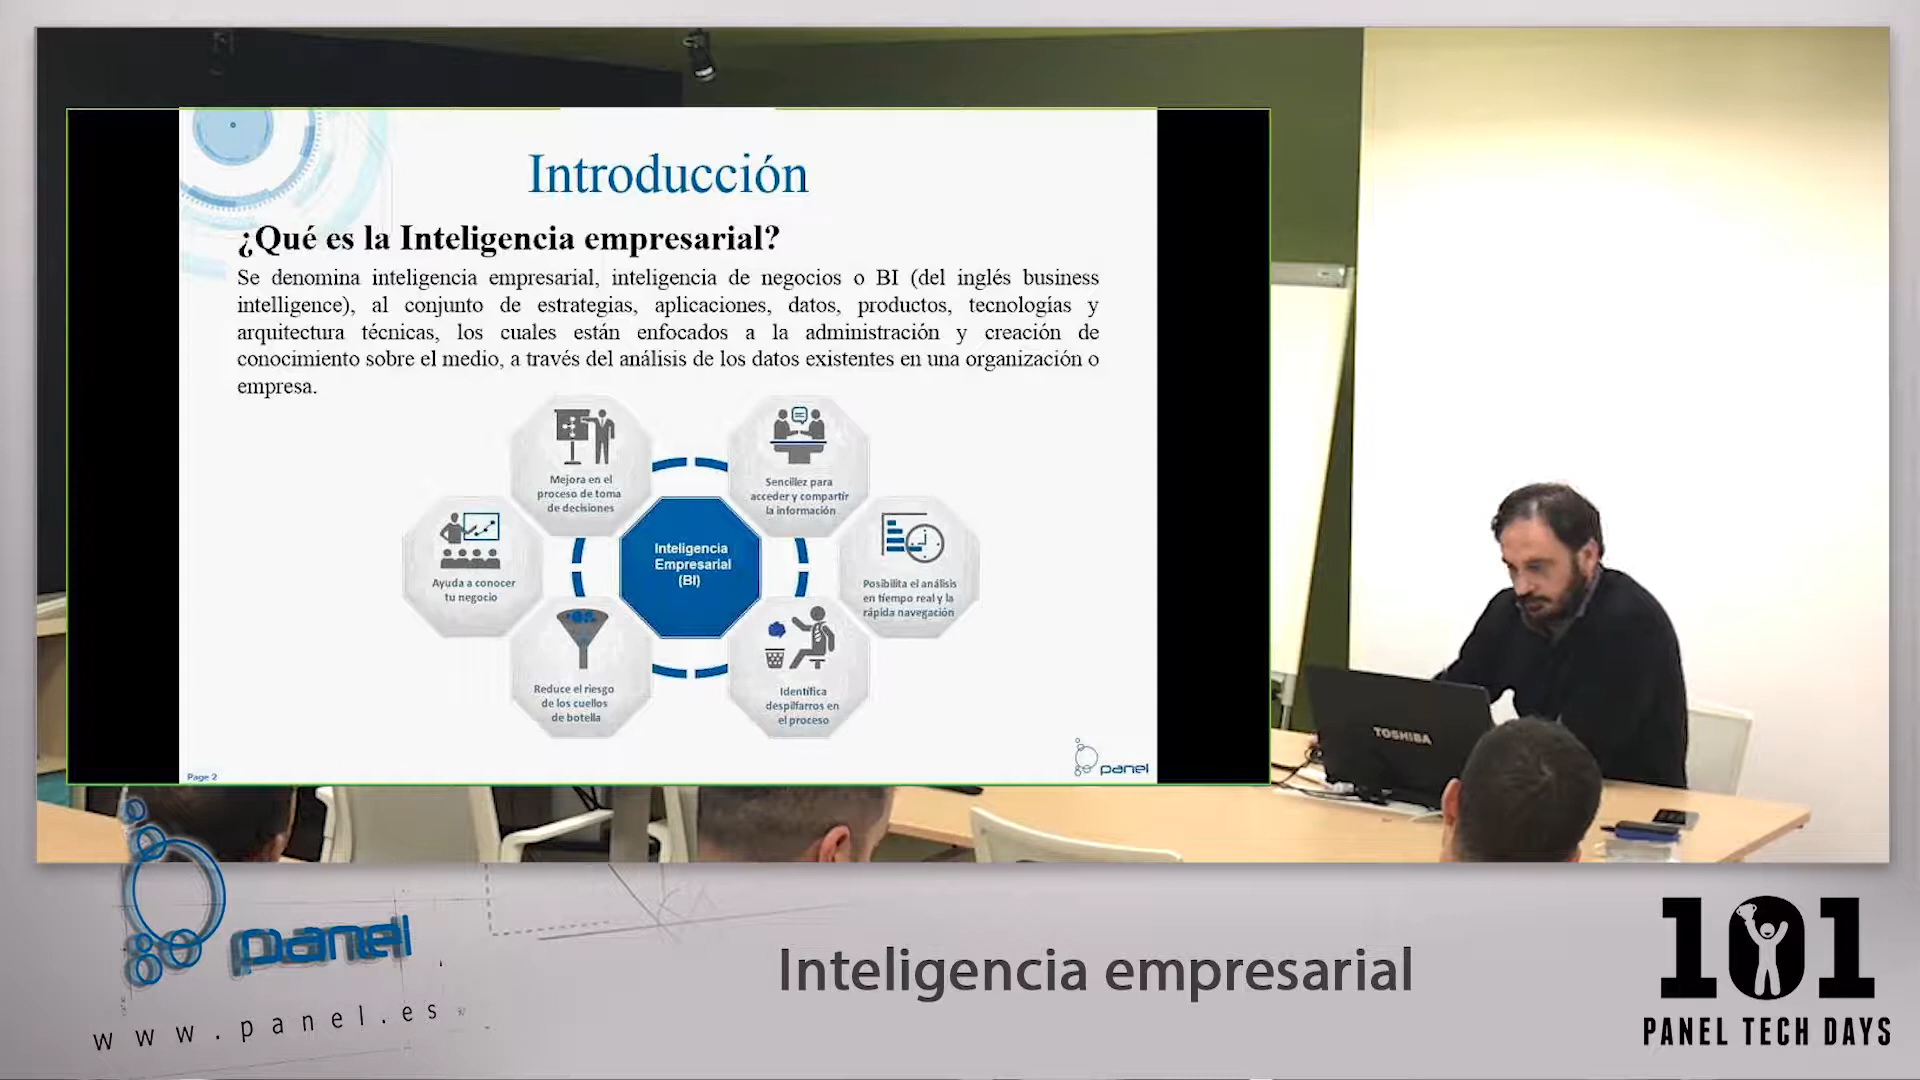 Introducción
¿Qué es la Inteligencia empresarial?
Se denomina inteligencia empresarial, inteligencia de negocios o BI (del inglés business
intelligence), al conjunto de estrategias, aplicaciones, datos, productos, tecnologías y
arquitectura técnicas, los cuales están enfocados a la administración y creación de
conocimiento sobre el medio, a través del análisis de los datos existentes en una organización o
empresa.
Mejora en el
proceso de toma
de decisiones
Sencillez para
acceder y compartir
la información
Ayuda a conocer
tu negocio
Inteligencia
Empresarial
(BI)
Posibilita el análisis
en tiempo real y la
rápida navegación
Reduce el riesgo
de los cuellos
de botella
Identifica
despilfarros en
el proceso
Page 2
panel
TOSHIBA
panel
www.panel.es
Inteligencia empresarial
101
PANEL TECH DAYS